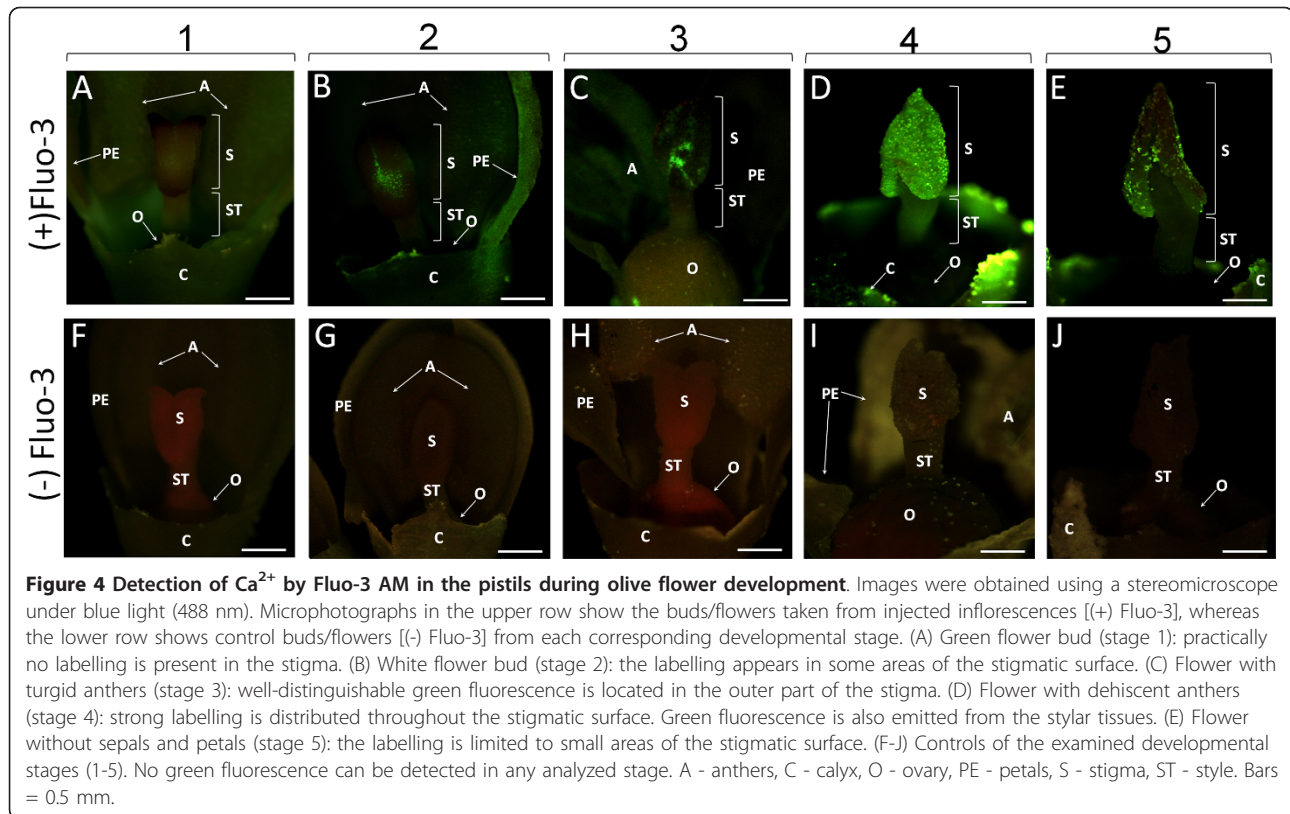 1 2 3 4 5
(+)Fluo-3
A A PE S ST O C
B A S PE ST O C
C A S PE ST O
D S ST C O
E S ST C
(-) Fluo-3
F A PE S ST O C
G A PE S ST O C
H A PE S ST O C
I PE S A ST O
J S ST O C
Figure 4 Detection of Ca²⁺ by Fluo-3 AM in the pistils during olive flower development. Images were obtained using a stereomicroscope
under blue light (488 nm). Microphotographs in the upper row show the buds/flowers taken from injected inflorescences [(+) Fluo-3], whereas
the lower row shows control buds/flowers [(-) Fluo-3] from each corresponding developmental stage. (A) Green flower bud (stage 1): practically
no labelling is present in the stigma. (B) White flower bud (stage 2): the labelling appears in some areas of the stigmatic surface. (C) Flower with
turgid anthers (stage 3): well-distinguishable green fluorescence is located in the outer part of the stigma. (D) Flower with dehiscent anthers
(stage 4): strong labelling is distributed throughout the stigmatic surface. Green fluorescence is also emitted from the stylar tissues. (E) Flower
without sepals and petals (stage 5): the labelling is limited to small areas of the stigmatic surface. (F-J) Controls of the examined developmental
stages (1-5). No green fluorescence can be detected in any analyzed stage. A - anthers, C - calyx, O - ovary, PE - petals, S - stigma, ST - style. Bars
= 0.5 mm.